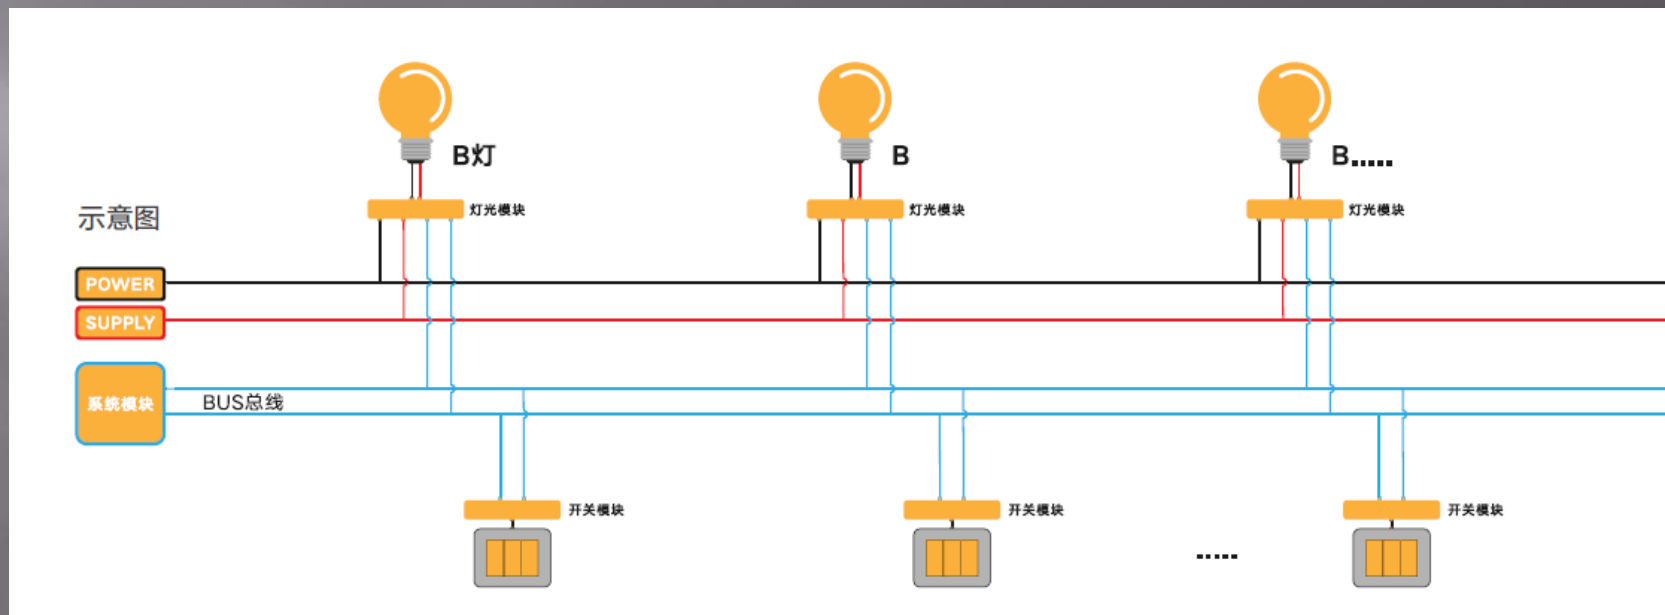 B灯
B
B.....
灯光模块
灯光模块
灯光模块
示意图
POWER
SUPPLY
系统模块
BUS总线
开关模块
开关模块
开关模块
.....